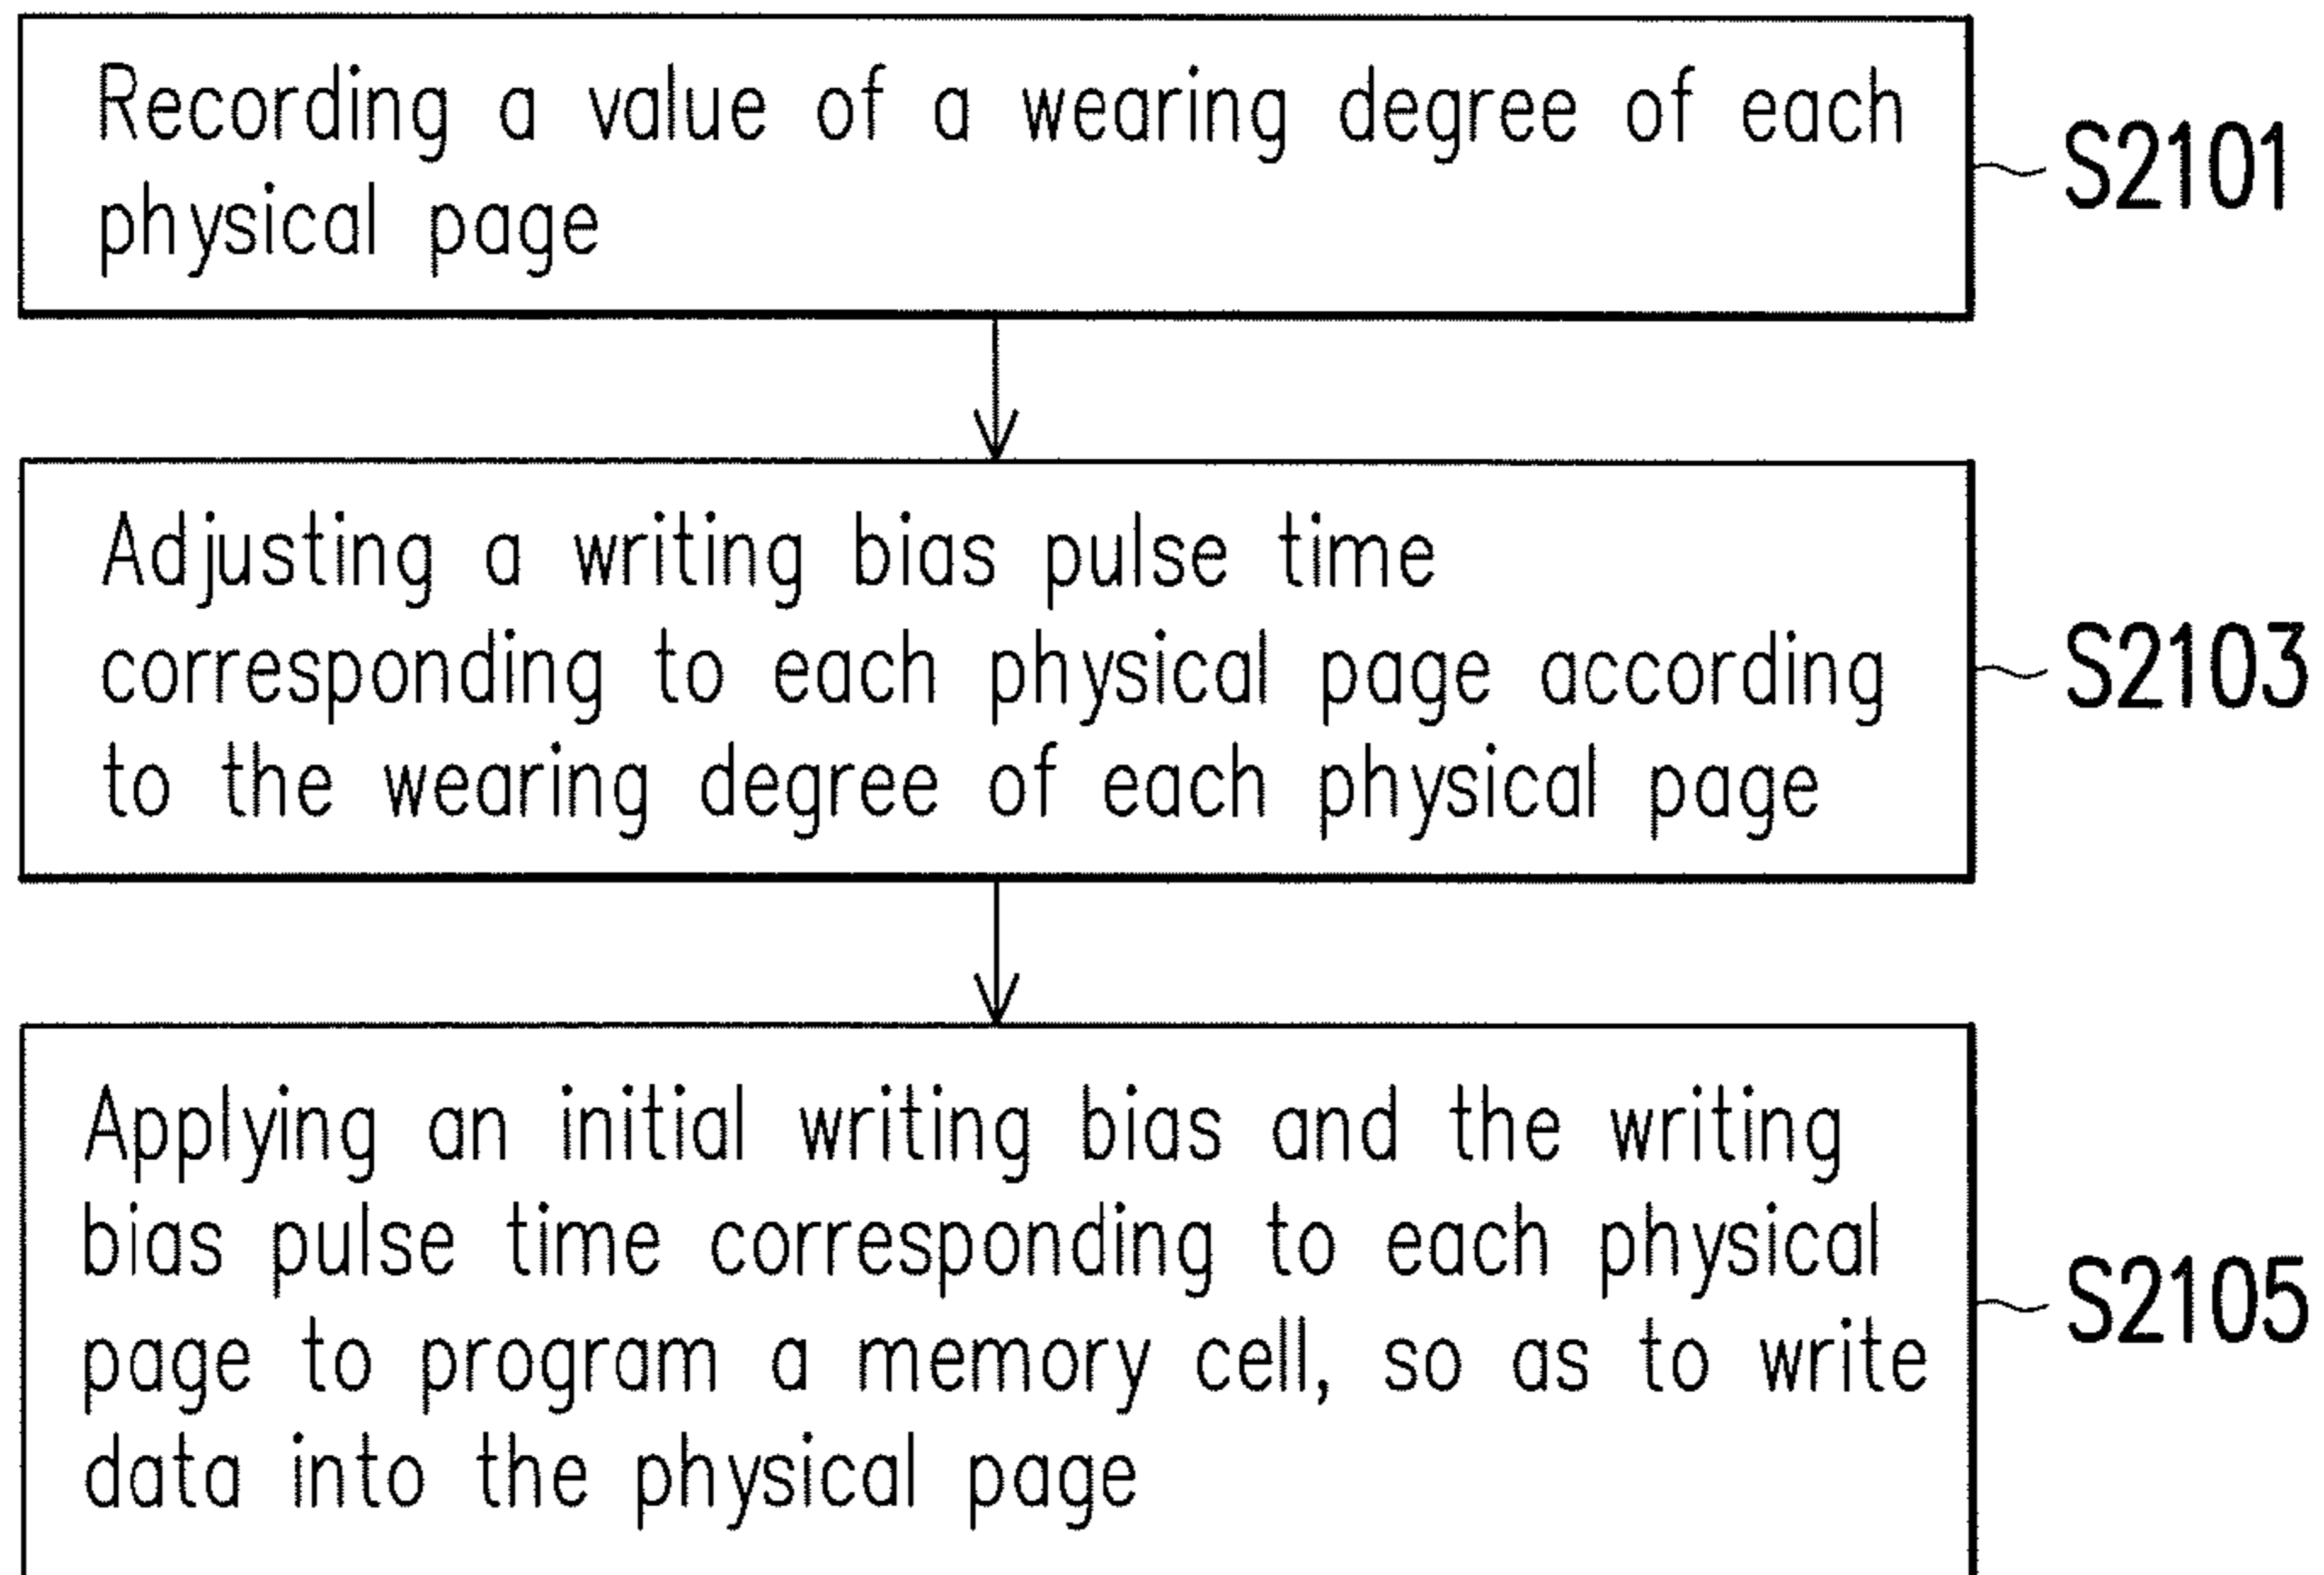 Recording a value of a wearing degree of each
physical page
S2101
Adjusting a writing bias pulse time
corresponding to each physical page according
to the wearing degree of each physical page
S2103
Applying an initial writing bias and the writing
bias pulse time corresponding to each physical
page to program a memory cell, so as to write
data into the physical page
S2105